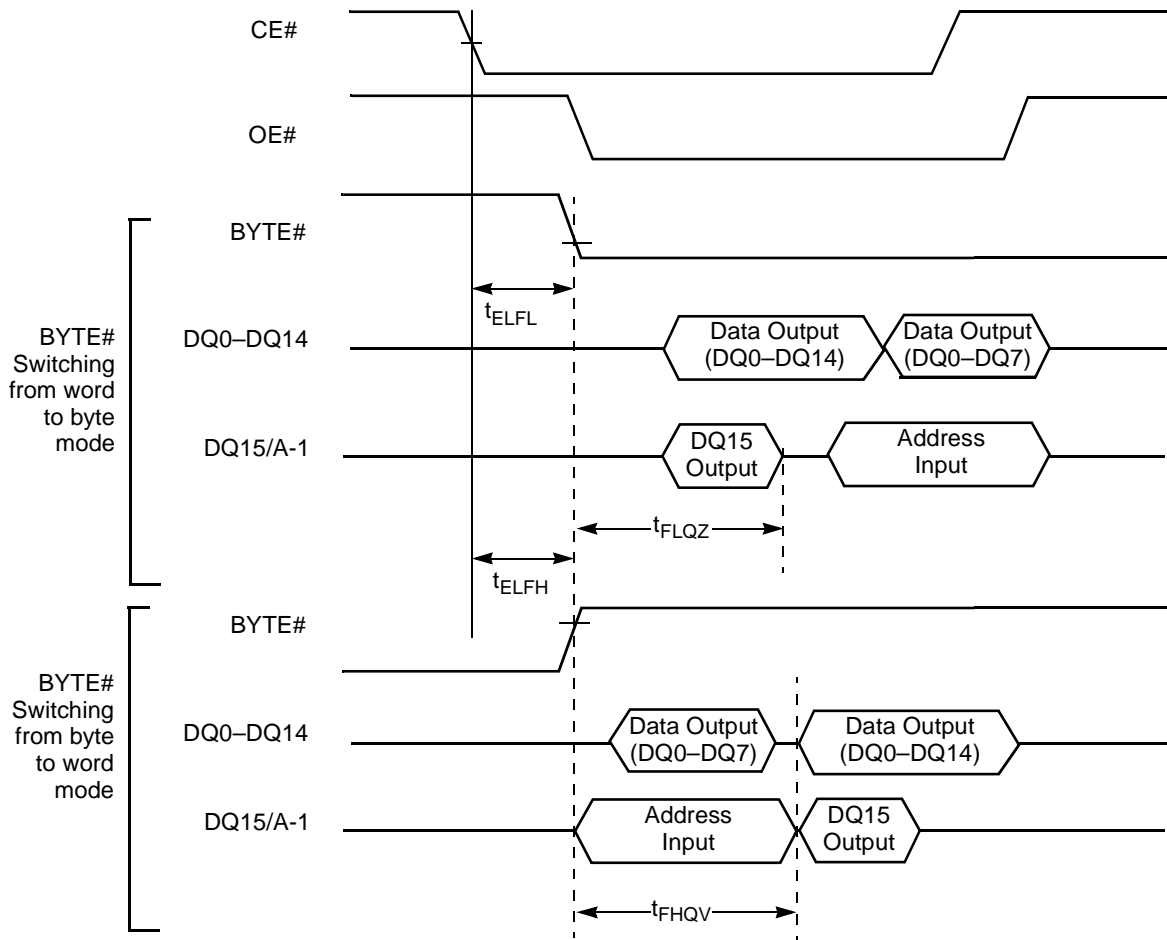 CE#
OE#
BYTE#
tELFL
BYTE#
Switching
from word
to byte
mode
DQ0–DQ14
Data Output
(DQ0–DQ14)
Data Output
(DQ0–DQ7)
DQ15/A-1
DQ15
Output
Address
Input
tFLQZ
tELFH
BYTE#
BYTE#
Switching
from byte
to word
mode
DQ0–DQ14
Data Output
(DQ0–DQ7)
Data Output
(DQ0–DQ14)
DQ15/A-1
Address
Input
DQ15
Output
tFHQV